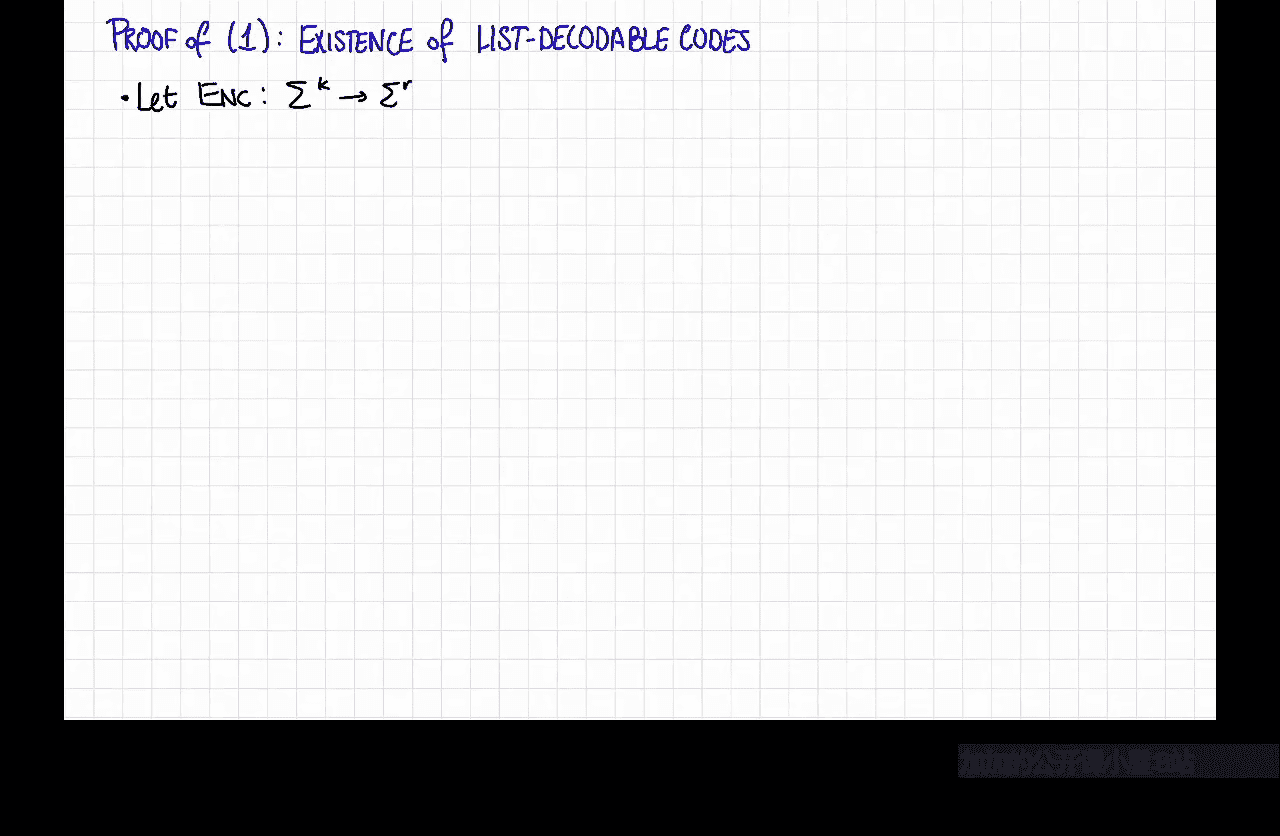 PROOF of (1): EXISTENCE of LIST-DECODABLE CODES
• Let ENC: Σ^k → Σ^r